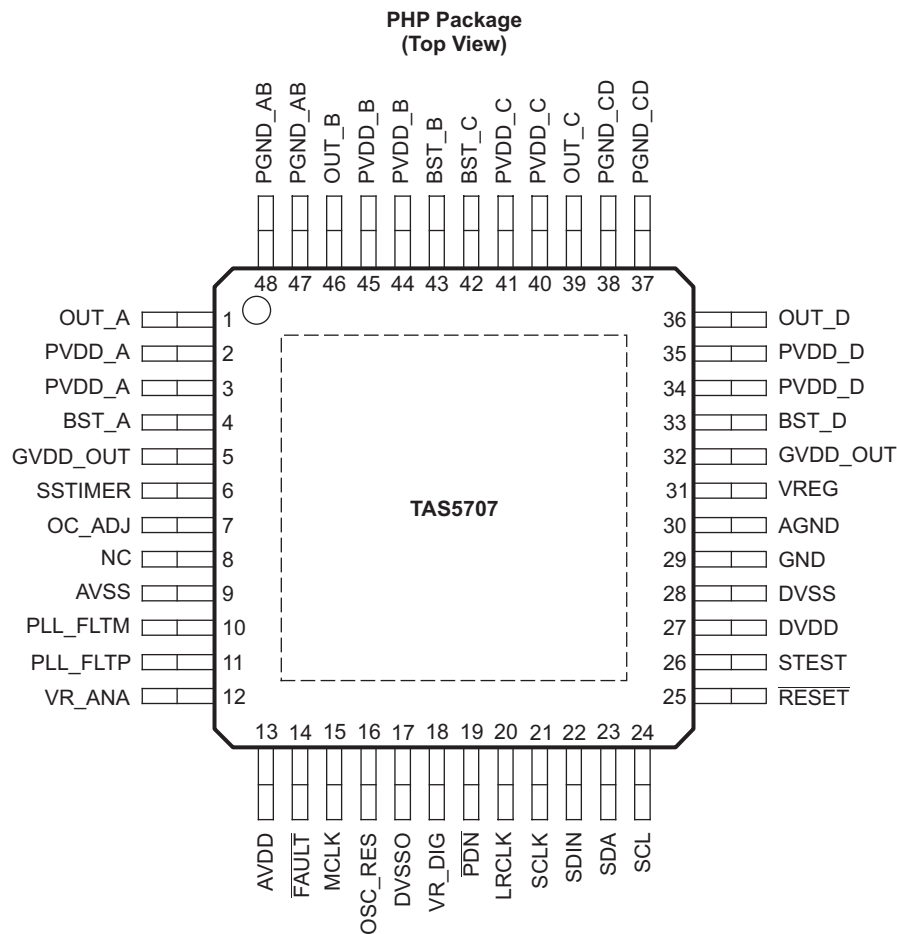 PHP Package
(Top View)
PGND_AB
PGND_AB
OUT_B
PVDD_B
PVDD_B
BST_B
BST_C
PVDD_C
PVDD_C
OUT_C
PGND_CD
PGND_CD
48 47 46 45 44 43 42 41 40 39 38 37
OUT_A 1
PVDD_A 2
PVDD_A 3
BST_A 4
GVDD_OUT 5
SSTIMER 6
OC_ADJ 7
NC 8
AVSS 9
PLL_FLTM 10
PLL_FLTP 11
VR_ANA 12
TAS5707
36 OUT_D
35 PVDD_D
34 PVDD_D
33 BST_D
32 GVDD_OUT
31 VREG
30 AGND
29 GND
28 DVSS
27 DVDD
26 STEST
25 RESET
13 14 15 16 17 18 19 20 21 22 23 24
AVDD
FAULT
MCLK
OSC_RES
DVSSO
VR_DIG
PDN
LRCLK
SCLK
SDIN
SDA
SCL